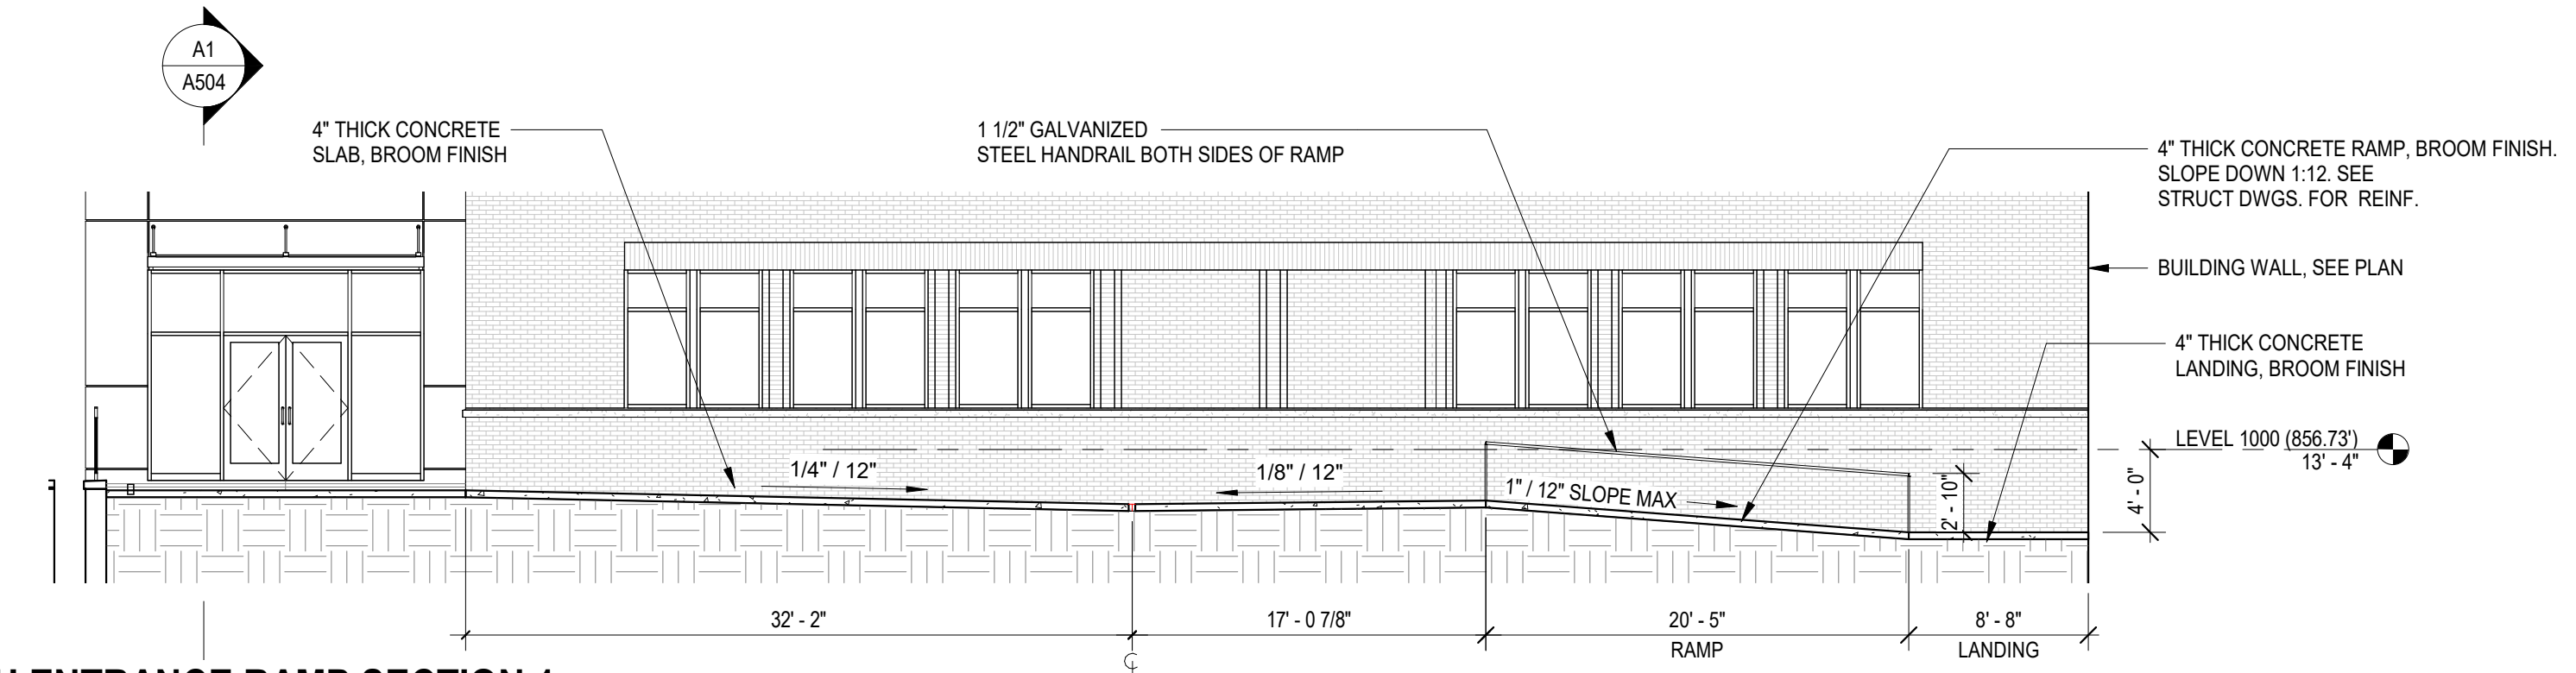 A1
A504
4" THICK CONCRETE
SLAB, BROOM FINISH
1 1/2" GALVANIZED
STEEL HANDRAIL BOTH SIDES OF RAMP
4" THICK CONCRETE RAMP, BROOM FINISH.
SLOPE DOWN 1:12. SEE
STRUCT DWGS. FOR REINF.
BUILDING WALL, SEE PLAN
4" THICK CONCRETE
LANDING, BROOM FINISH
LEVEL 1000 (856.73')
13' - 4"
1/4" / 12"
1/8" / 12"
1" / 12" SLOPE MAX
2' - 10"
4' - 0"
32' - 2"
17' - 0 7/8"
20' - 5"
8' - 8"
RAMP
LANDING
ENTRANCE RAMP SECTION